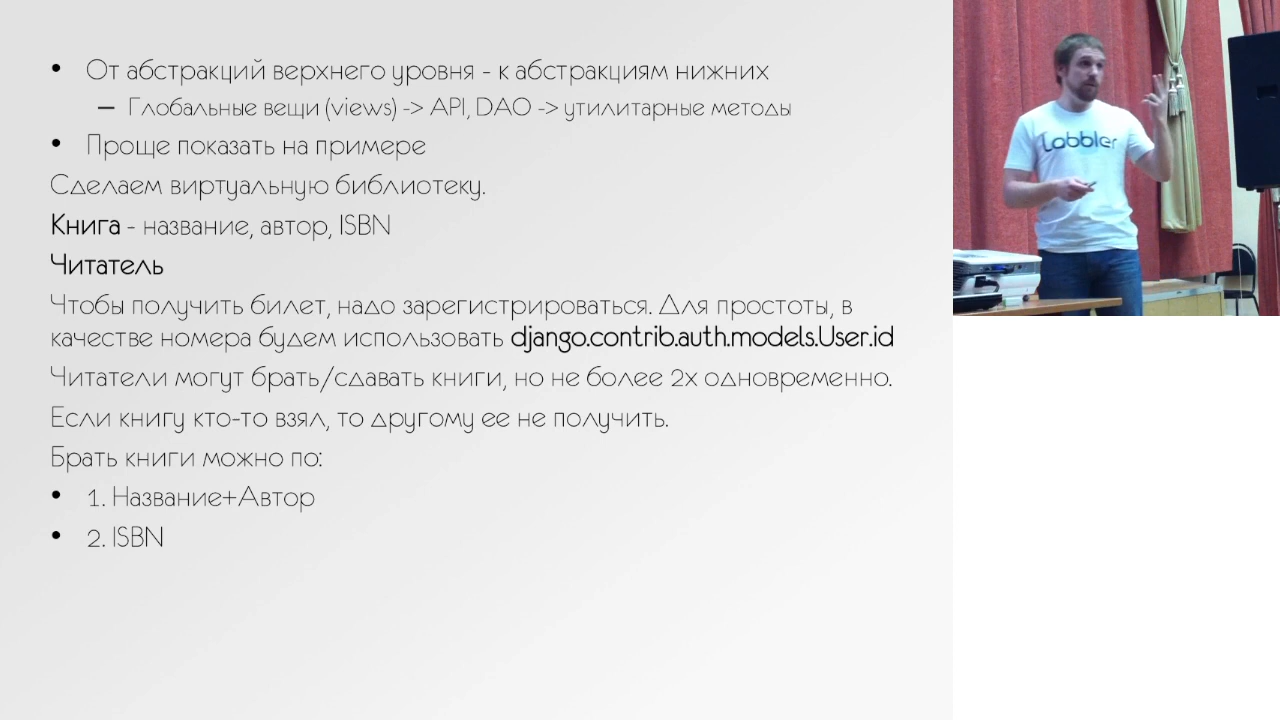 • От абстракций верхнего уровня - к абстракциям нижних
– Глобальные вещи (views) -> API, DAO -> утилитарные методы
• Проще показать на примере
Сделаем виртуальную библиотеку.
Книга - название, автор, ISBN
Читатель
Чтобы получить билет, надо зарегистрироваться. Для простоты, в
качестве номера будем использовать django.contrib.auth.models.User.id
Читатели могут брать/сдавать книги, но не более 2х одновременно.
Если книгу кто-то взял, то другому ее не получить.
Брать книги можно по:
• 1. Название+Автор
• 2. ISBN
Tabbler